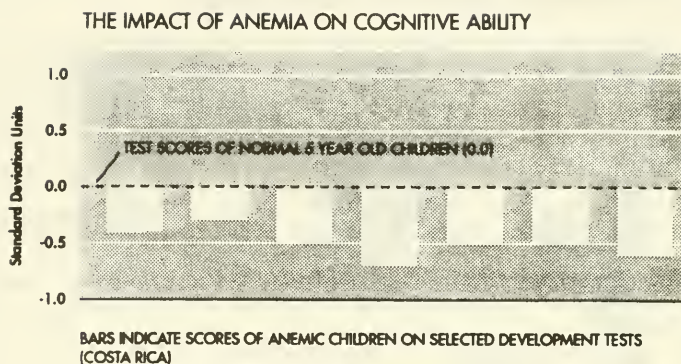 THE IMPACT OF ANEMIA ON COGNITIVE ABILITY
1.0
0.5
TEST SCORES OF NORMAL 5 YEAR OLD CHILDREN (0.0)
0.0
-0.5
-1.0
Standard Deviation Units
BARS INDICATE SCORES OF ANEMIC CHILDREN ON SELECTED DEVELOPMENT TESTS
(COSTA RICA)